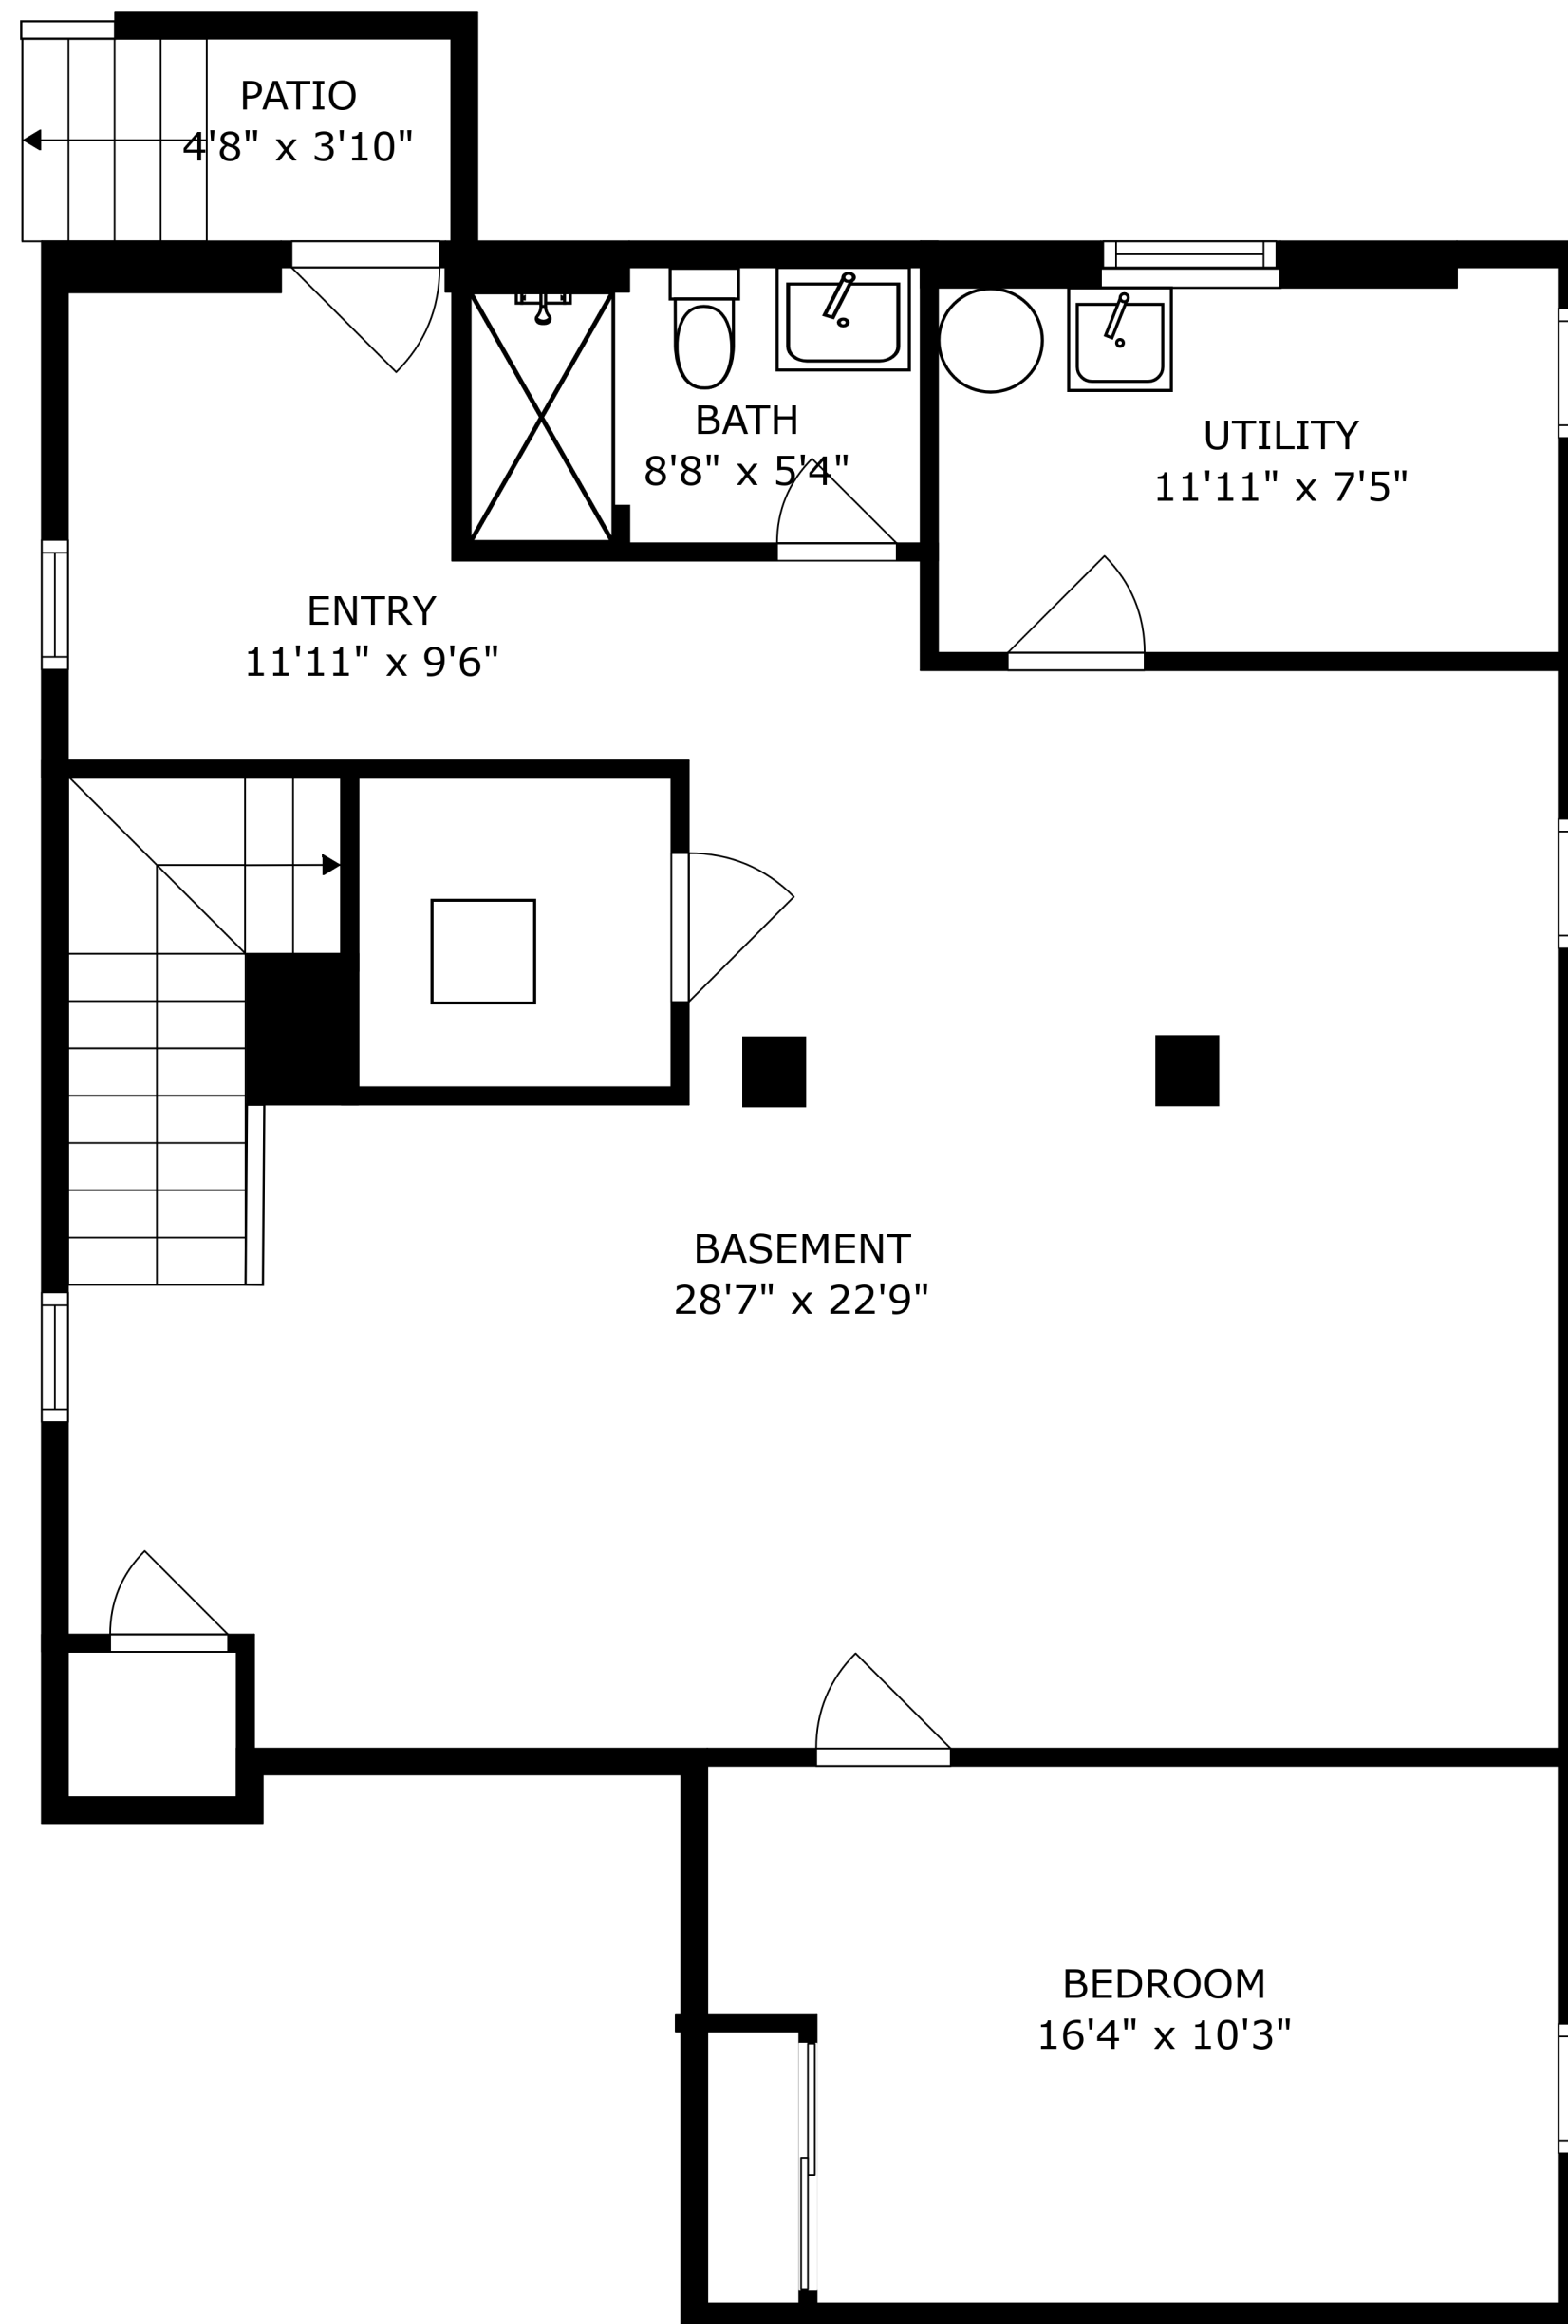 PATIO
4'8" x 3'10"
BATH
8'8" x 5'4"
UTILITY
11'11" x 7'5"
ENTRY
11'11" x 9'6"
BASEMENT
28'7" x 22'9"
BEDROOM
16'4" x 10'3"